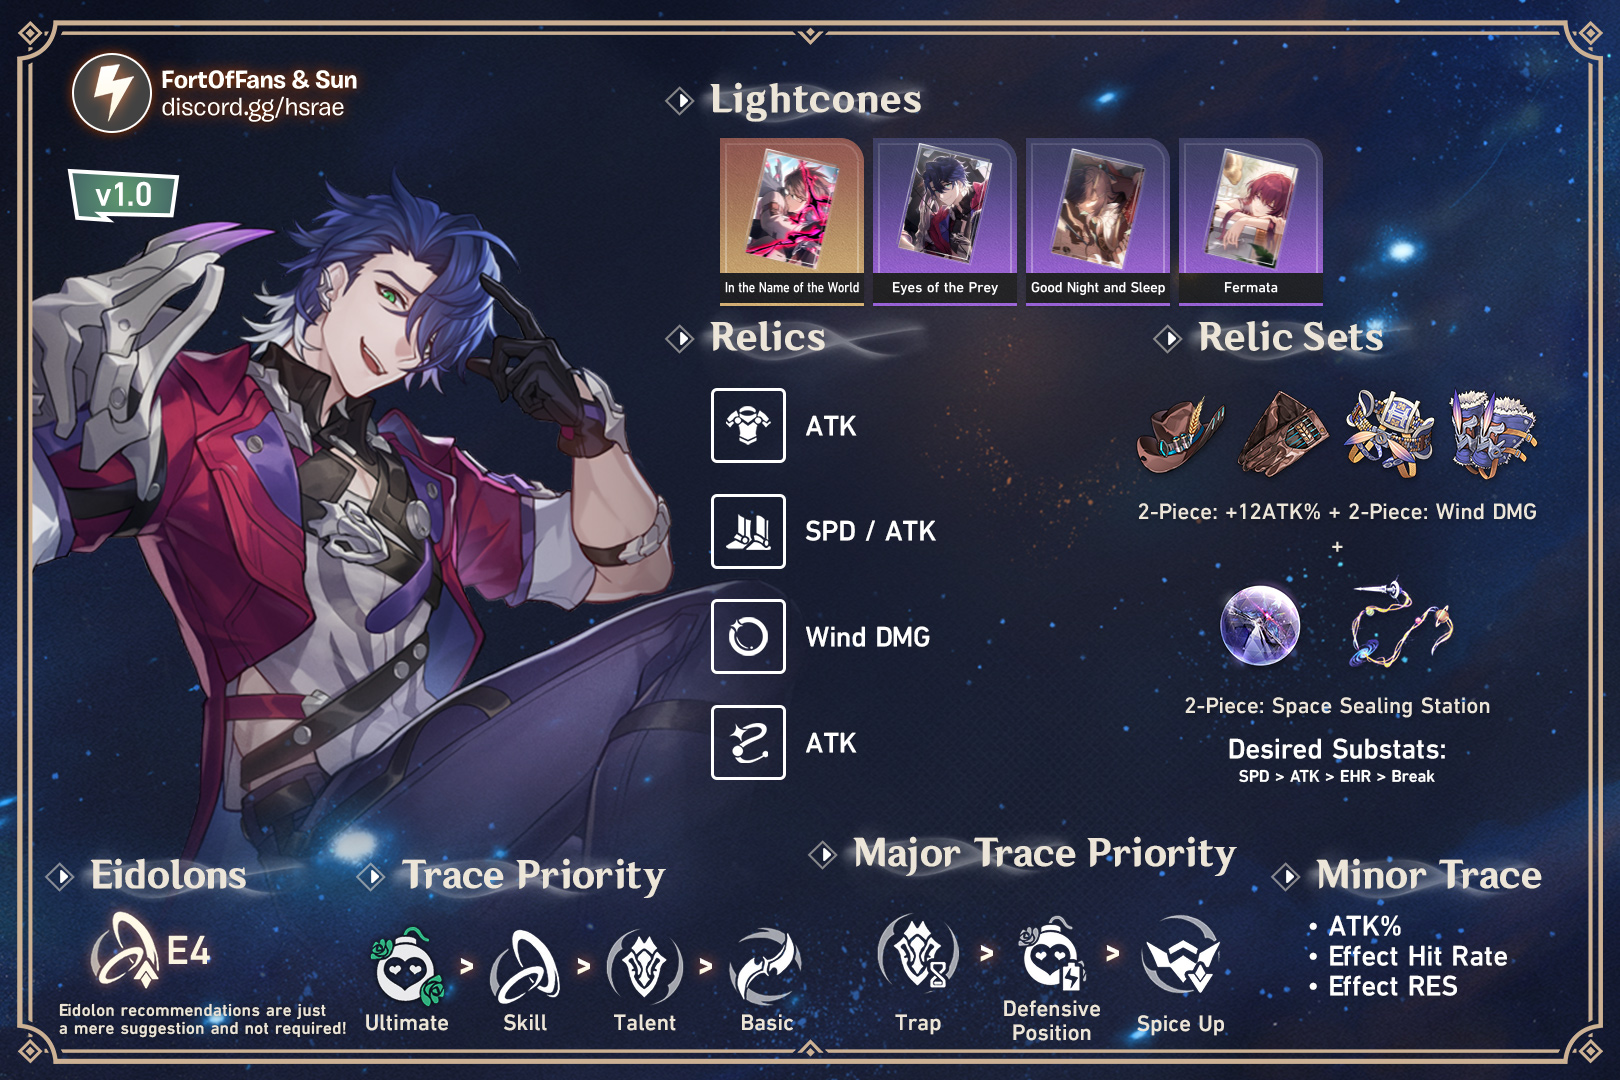 FortOfFans & Sun
discord.gg/hsrae
v1.0
Lightcones
In the Name of the World
Eyes of the Prey
Good Night and Sleep
Fermata
Relics
ATK
SPD / ATK
Wind DMG
ATK
Relic Sets
2-Piece: +12ATK% + 2-Piece: Wind DMG
+
2-Piece: Space Sealing Station
Desired Substats:
SPD > ATK > EHR > Break
Eidolons
E4
Eidolon recommendations are just
a mere suggestion and not required!
Trace Priority
Ultimate > Skill > Talent > Basic
Major Trace Priority
Trap > Defensive Position > Spice Up
Minor Trace
• ATK%
• Effect Hit Rate
• Effect RES